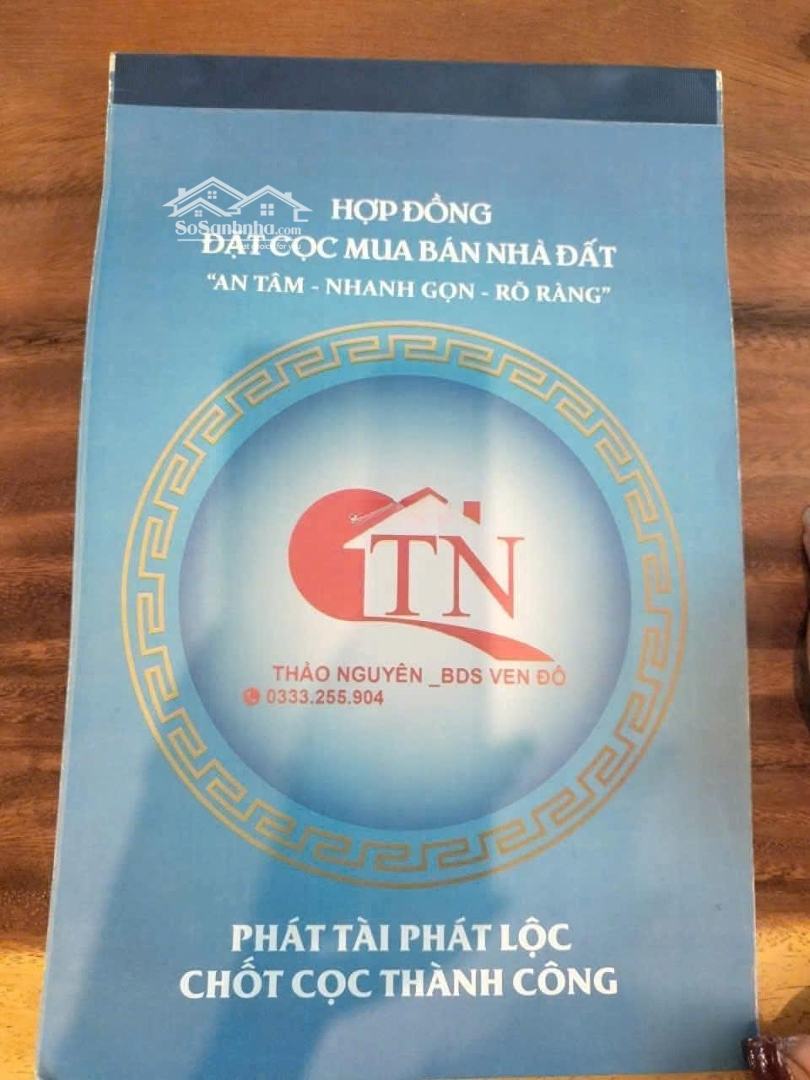 HỢP ĐỒNG
SoSanhnha.com
ĐẶT CỌC MUA BÁN NHÀ ĐẤT
"AN TÂM - NHANH GỌN - RÕ RÀNG"
TN
THẢO NGUYÊN _BDS VEN ĐÔ
0333.255.904
PHÁT TÀI PHÁT LỘC
CHỐT CỌC THÀNH CÔNG